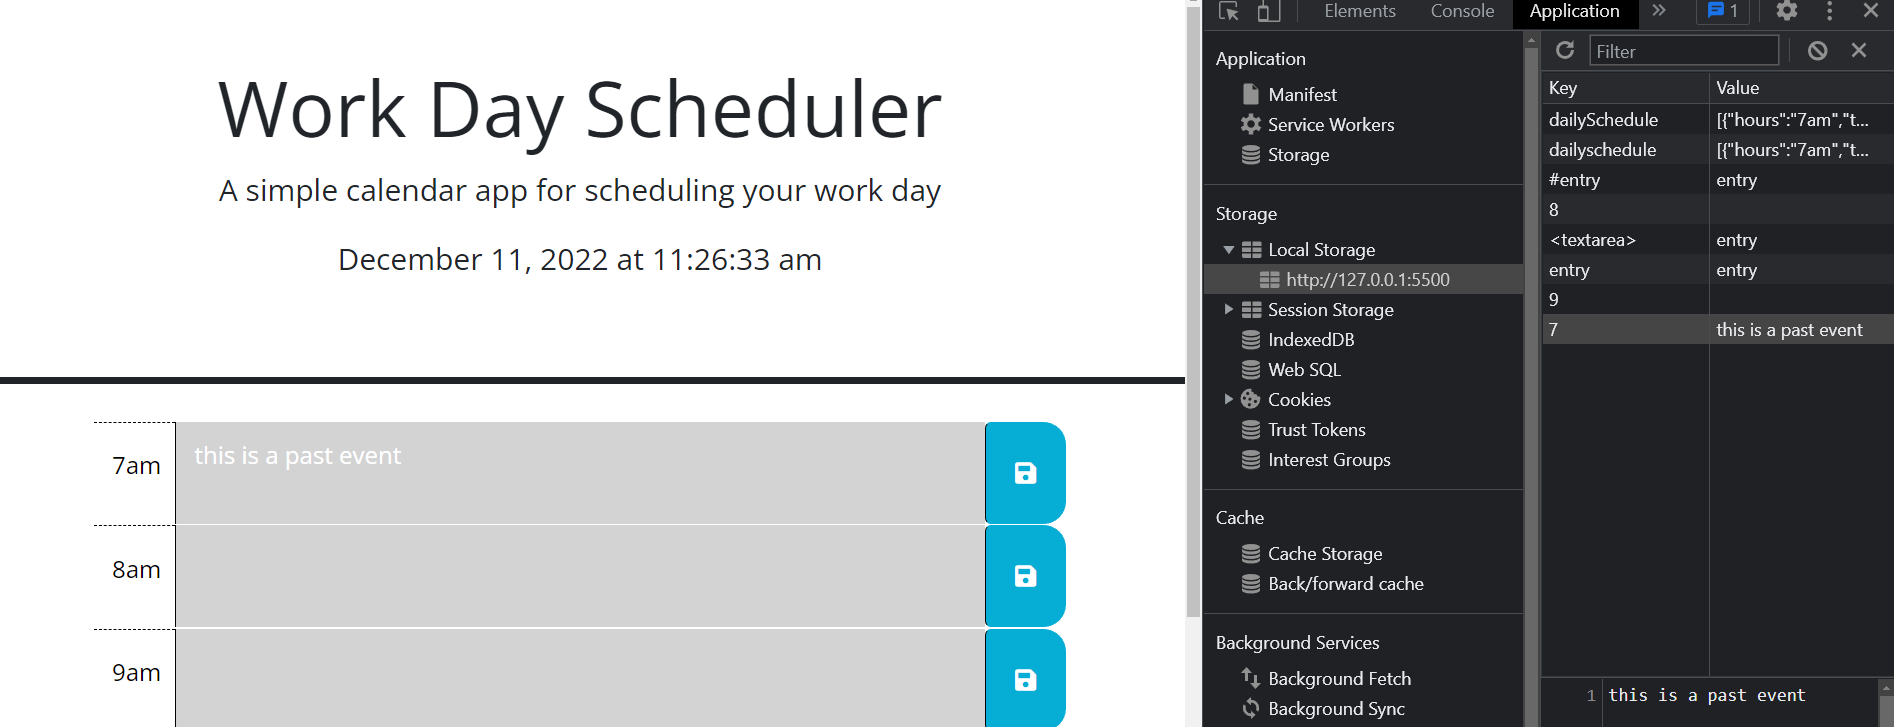 Work Day Scheduler
A simple calendar app for scheduling your work day
December 11, 2022 at 11:26:33 am
7am
this is a past event
8am
9am
Elements Console Application » 1
Application
Manifest
Service Workers
Storage
Storage
Local Storage
http://127.0.0.1:5500
Session Storage
IndexedDB
Web SQL
Cookies
Trust Tokens
Interest Groups
Cache
Cache Storage
Back/forward cache
Background Services
Background Fetch
Background Sync
Filter
Key Value
dailySchedule [{"hours":"7am","t...
dailyschedule [{"hours":"7am","t...
#entry entry
8
<textarea> entry
entry entry
9
7 this is a past event
1 this is a past event